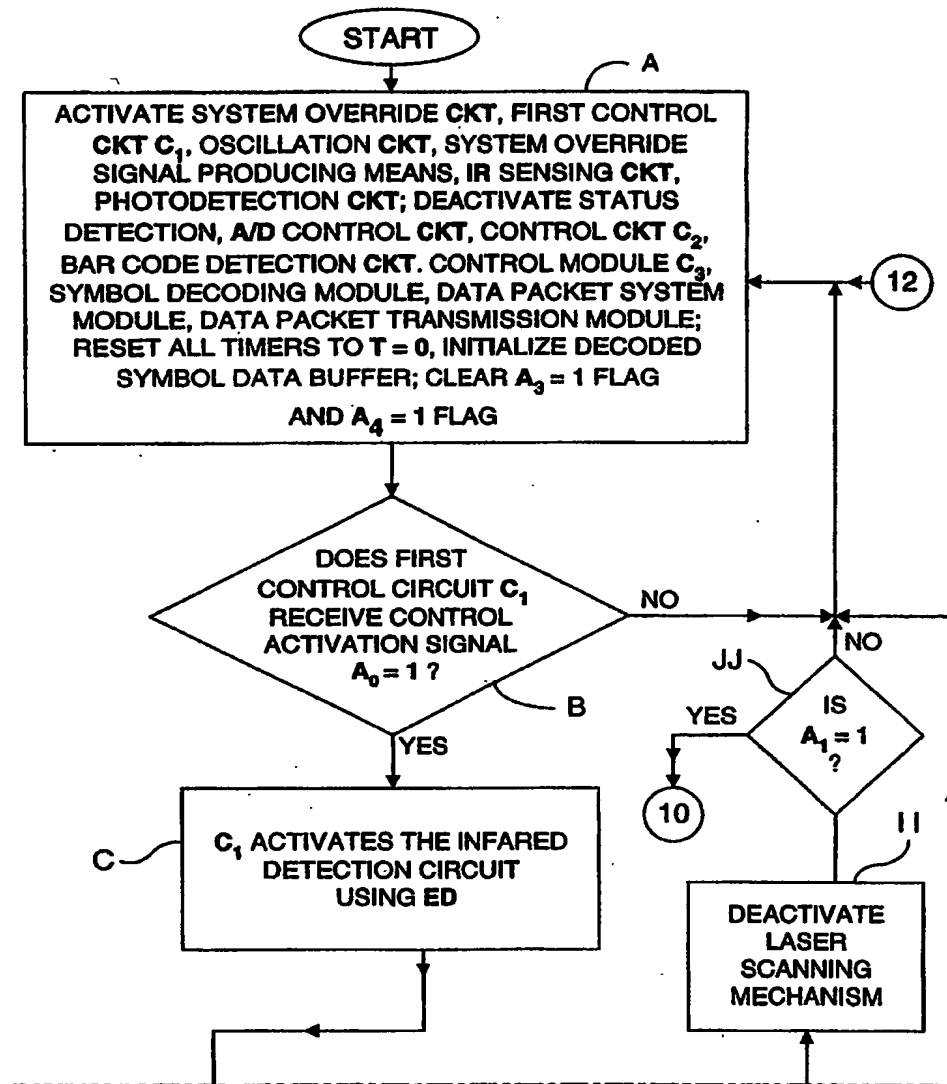 START
A
ACTIVATE SYSTEM OVERRIDE CKT, FIRST CONTROL
CKT C₁, OSCILLATION CKT, SYSTEM OVERRIDE
SIGNAL PRODUCING MEANS, IR SENSING CKT,
PHOTODETECTION CKT; DEACTIVATE STATUS
DETECTION, A/D CONTROL CKT, CONTROL CKT C₂,
BAR CODE DETECTION CKT. CONTROL MODULE C₃,
SYMBOL DECODING MODULE, DATA PACKET SYSTEM
MODULE, DATA PACKET TRANSMISSION MODULE;
RESET ALL TIMERS TO T = 0, INITIALIZE DECODED
SYMBOL DATA BUFFER; CLEAR A₃ = 1 FLAG
AND A₄ = 1 FLAG
12
DOES FIRST
CONTROL CIRCUIT C₁
RECEIVE CONTROL
ACTIVATION SIGNAL
A₀ = 1 ?
NO
B
YES
NO
JJ
IS
A₁ = 1
?
YES
10
C
C₁ ACTIVATES THE INFARED
DETECTION CIRCUIT
USING ED
II
DEACTIVATE
LASER
SCANNING
MECHANISM